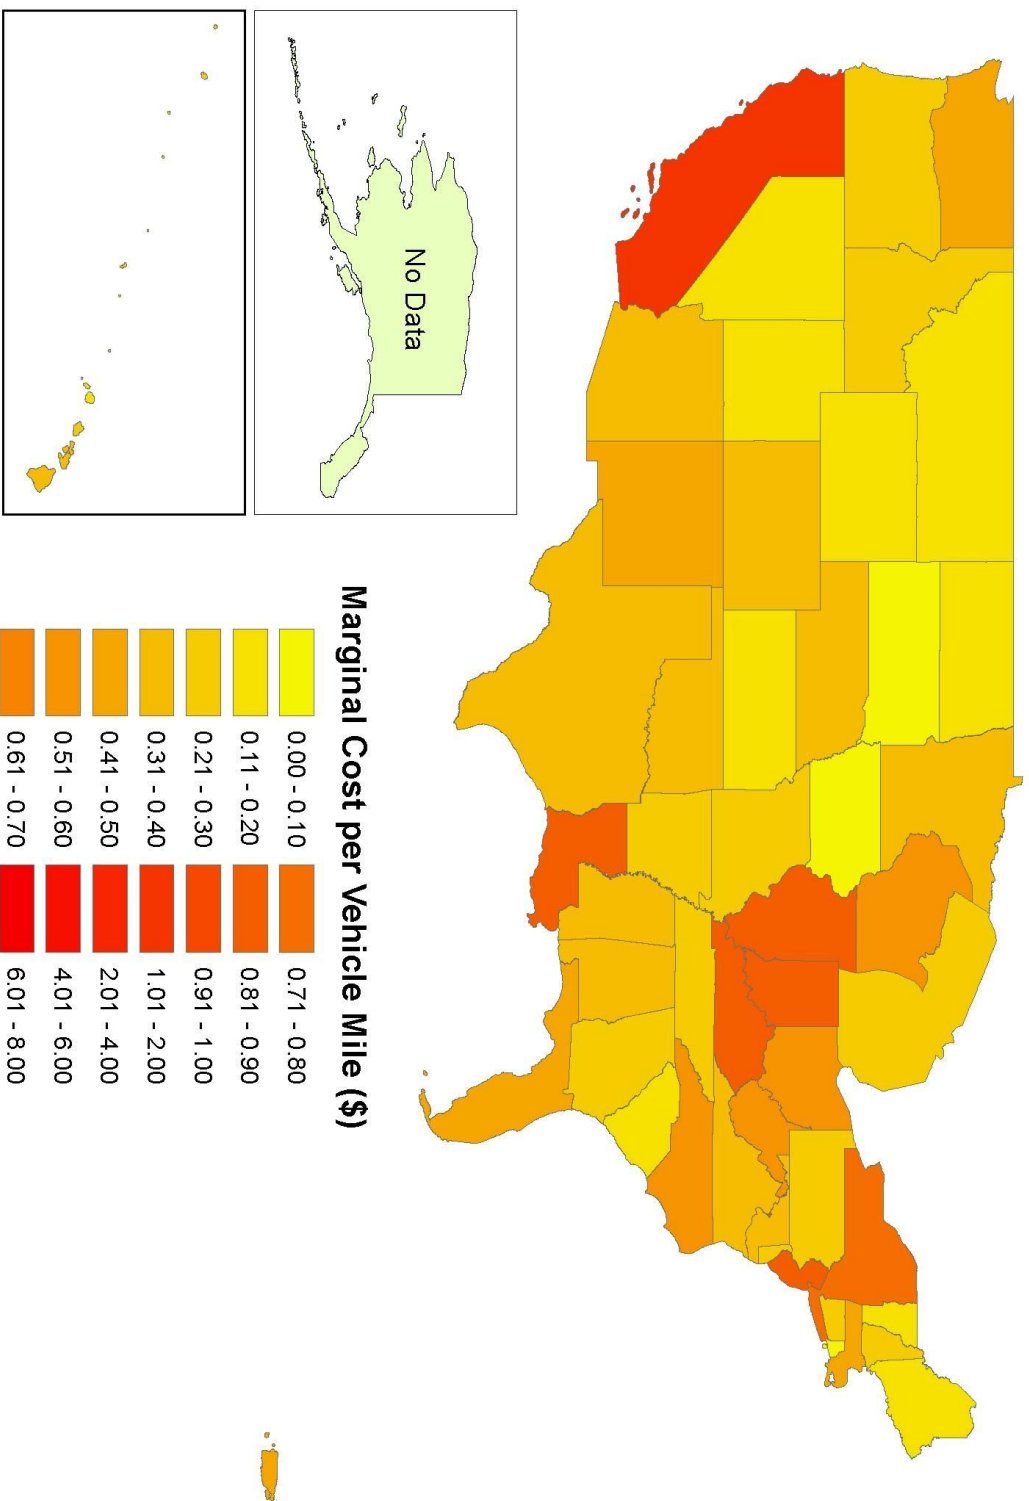 No Data
Marginal Cost per Vehicle Mile ($)
0.00 - 0.10
0.11 - 0.20
0.21 - 0.30
0.31 - 0.40
0.41 - 0.50
0.51 - 0.60
0.61 - 0.70
0.71 - 0.80
0.81 - 0.90
0.91 - 1.00
1.01 - 2.00
2.01 - 4.00
4.01 - 6.00
6.01 - 8.00